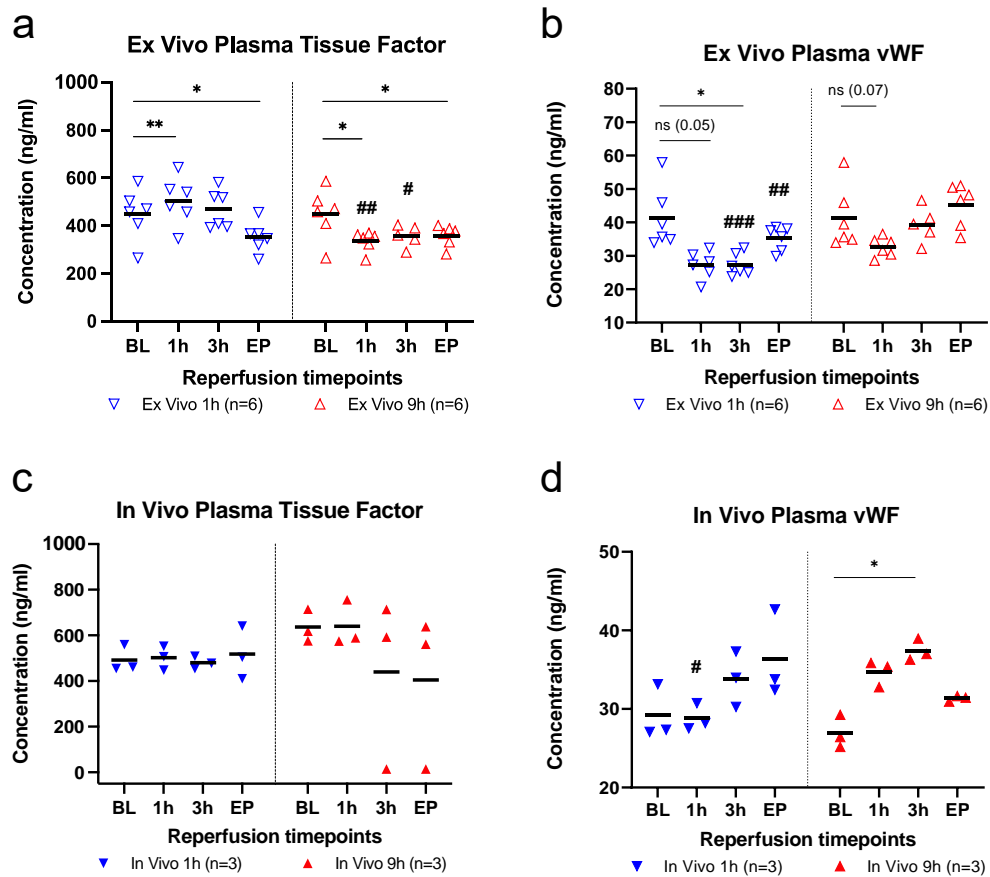 a
Ex Vivo Plasma Tissue Factor
Concentration (ng/ml)
1000
800
600
400
200
0
*
**
*
*
##
#
BL 1h 3h EP BL 1h 3h EP
Reperfusion timepoints
Ex Vivo 1h (n=6) Ex Vivo 9h (n=6)
b
Ex Vivo Plasma vWF
Concentration (ng/ml)
80
70
60
50
40
30
20
10
*
ns (0.05)
ns (0.07)
###
##
BL 1h 3h EP BL 1h 3h EP
Reperfusion timepoints
Ex Vivo 1h (n=6) Ex Vivo 9h (n=6)
c
In Vivo Plasma Tissue Factor
Concentration (ng/ml)
1000
800
600
400
200
0
BL 1h 3h EP BL 1h 3h EP
Reperfusion timepoints
In Vivo 1h (n=3) In Vivo 9h (n=3)
d
In Vivo Plasma vWF
Concentration (ng/ml)
50
40
30
20
*
#
BL 1h 3h EP BL 1h 3h EP
Reperfusion timepoints
In Vivo 1h (n=3) In Vivo 9h (n=3)